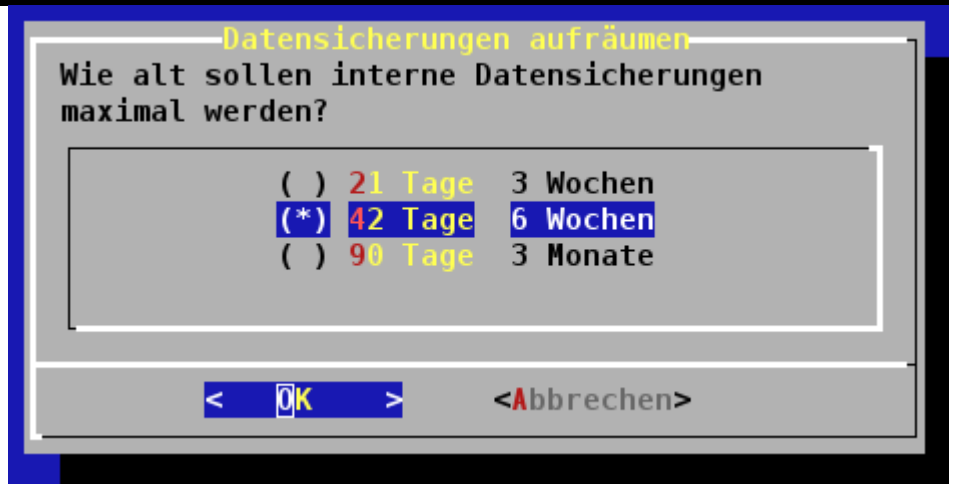 Datensicherungen aufräumen
Wie alt sollen interne Datensicherungen
maximal werden?
( ) 21 Tage 3 Wochen
(*) 42 Tage 6 Wochen
( ) 90 Tage 3 Monate
< OK > <Abbrechen>